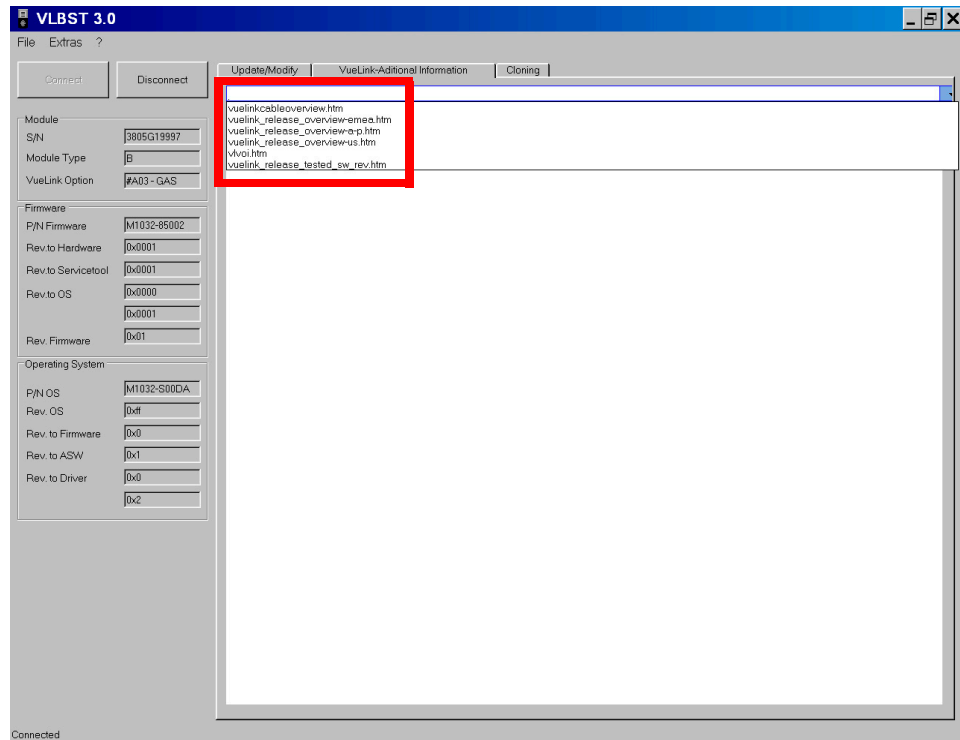 VLBST 3.0
File Extras ?
Connect Disconnect
Update/Modify VueLink-Aditional Information Cloning
vuelinkcableoverview.htm
vuelink_release_overview-emea.htm
vuelink_release_overview-a-p.htm
vuelink_release_overview-us.htm
vlvoi.htm
vuelink_release_tested_sw_rev.htm
Module
S/N 3805G19997
Module Type B
VueLink Option #A03 - GAS
Firmware
P/N Firmware M1032-85002
Rev.to Hardware 0x0001
Rev.to Servicetool 0x0001
Rev.to OS 0x0000
0x0001
Rev. Firmware 0x01
Operating System
P/N OS M1032-S00DA
Rev. OS 0xff
Rev. to Firmware 0x0
Rev. to ASW 0x1
Rev. to Driver 0x0
0x2
Connected